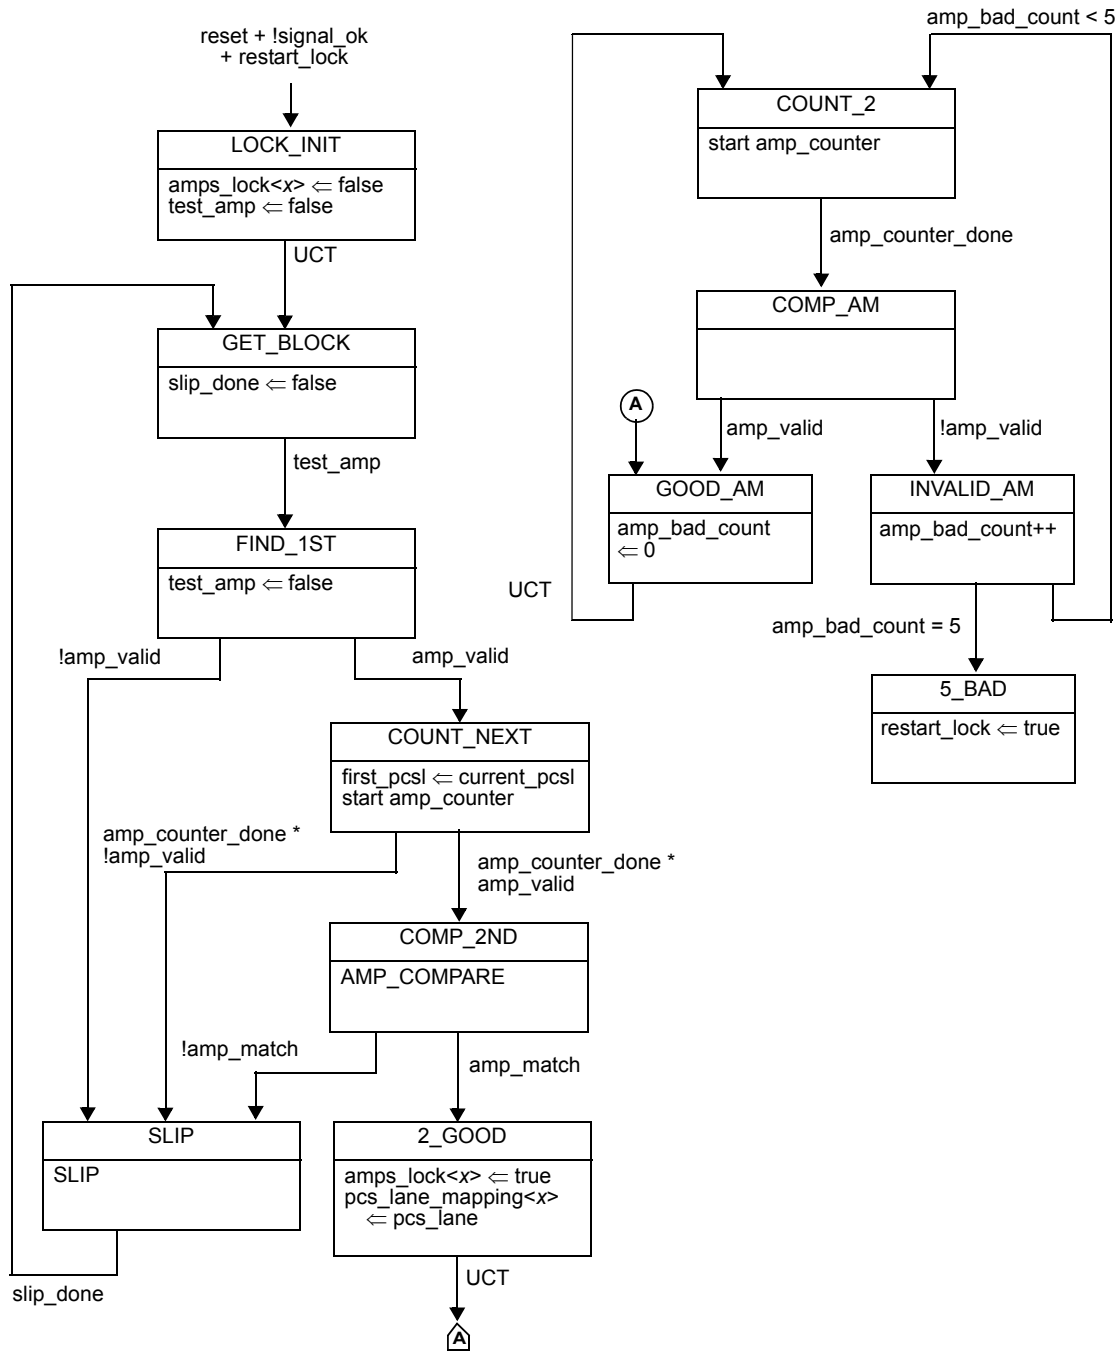 reset + !signal_ok
+ restart_lock
LOCK_INIT
amps_lock<x> ⇐ false
test_amp ⇐ false
UCT
GET_BLOCK
slip_done ⇐ false
test_amp
FIND_1ST
test_amp ⇐ false
!amp_valid
amp_valid
COUNT_NEXT
first_pcsl ⇐ current_pcsl
start amp_counter
amp_counter_done *
!amp_valid
amp_counter_done *
amp_valid
COMP_2ND
AMP_COMPARE
!amp_match
amp_match
SLIP
SLIP
slip_done
2_GOOD
amps_lock<x> ⇐ true
pcs_lane_mapping<x>
⇐ pcs_lane
UCT
A
amp_bad_count < 5
COUNT_2
start amp_counter
amp_counter_done
COMP_AM
A
amp_valid
!amp_valid
GOOD_AM
amp_bad_count
⇐ 0
UCT
INVALID_AM
amp_bad_count++
amp_bad_count = 5
5_BAD
restart_lock ⇐ true